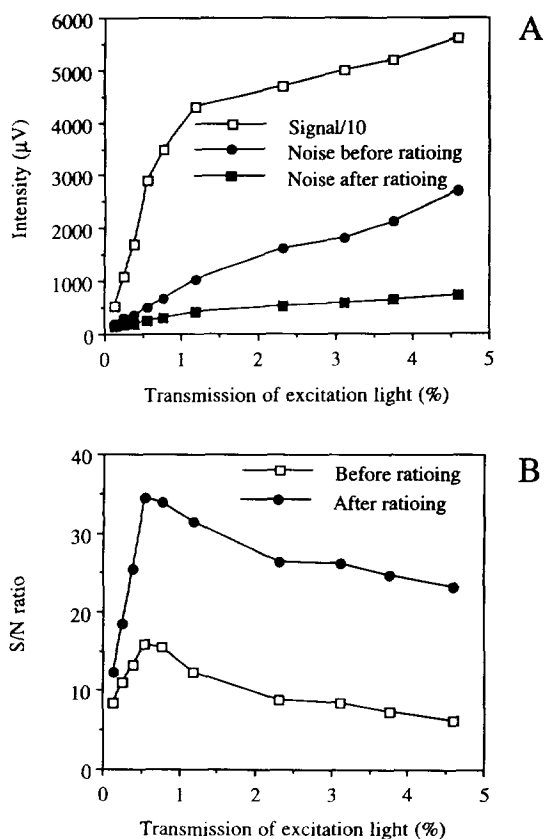 A
6000
5000
4000
3000
2000
1000
0
Intensity (μV)
Signal/10
Noise before ratioing
Noise after ratioing
0 1 2 3 4 5
Transmission of excitation light (%)
B
40
30
20
10
0
S/N ratio
Before ratioing
After ratioing
0 1 2 3 4 5
Transmission of excitation light (%)